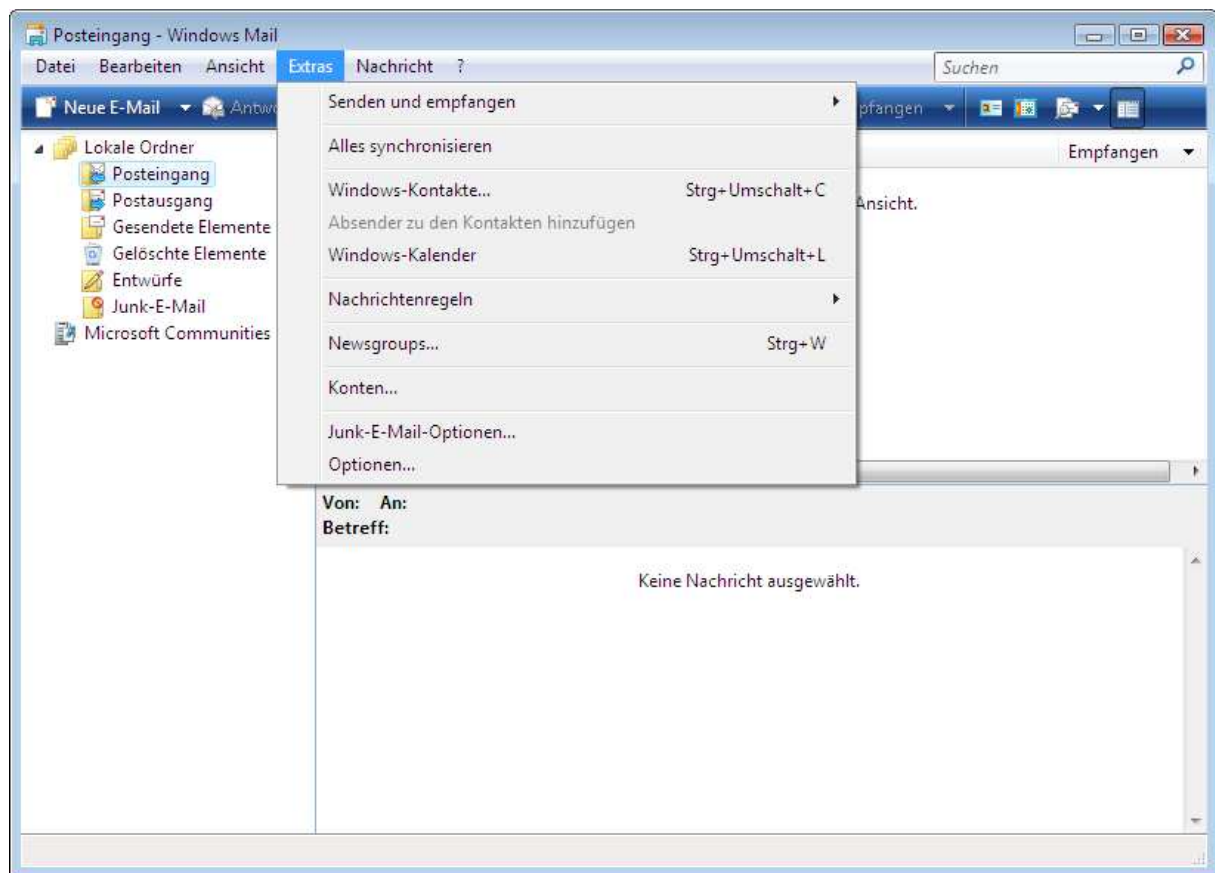 Posteingang - Windows Mail
Datei Bearbeiten Ansicht Extras Nachricht ?
Suchen
Neue E-Mail
Lokale Ordner
Posteingang
Postausgang
Gesendete Elemente
Gelöschte Elemente
Entwürfe
Junk-E-Mail
Microsoft Communities
Senden und empfangen
Alles synchronisieren
Windows-Kontakte... Strg+Umschalt+C
Absender zu den Kontakten hinzufügen
Windows-Kalender Strg+Umschalt+L
Nachrichtenregeln
Newsgroups... Strg+W
Konten...
Junk-E-Mail-Optionen...
Optionen...
Empfangen
Ansicht.
Von: An:
Betreff:
Keine Nachricht ausgewählt.